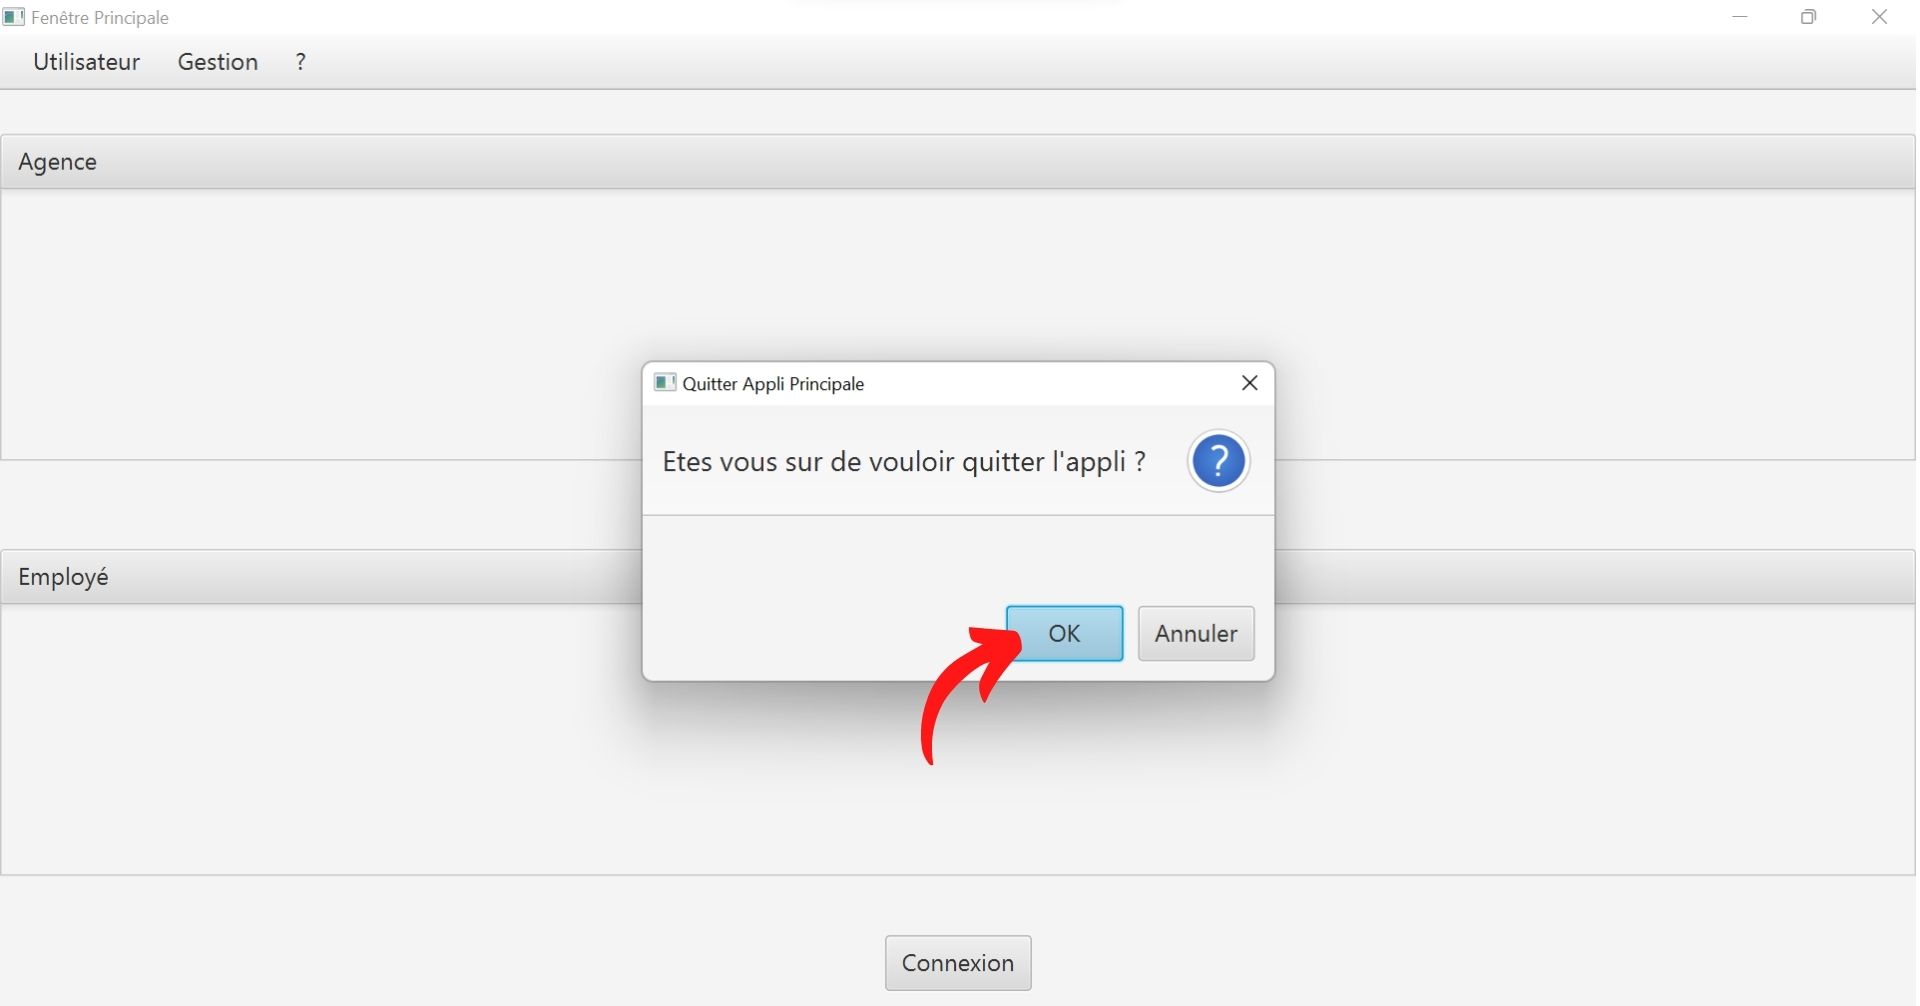 Fenêtre Principale
Utilisateur Gestion ?
Agence
Quitter Appli Principale
Etes vous sur de vouloir quitter l'appli ?
?
Employé
OK Annuler
Connexion